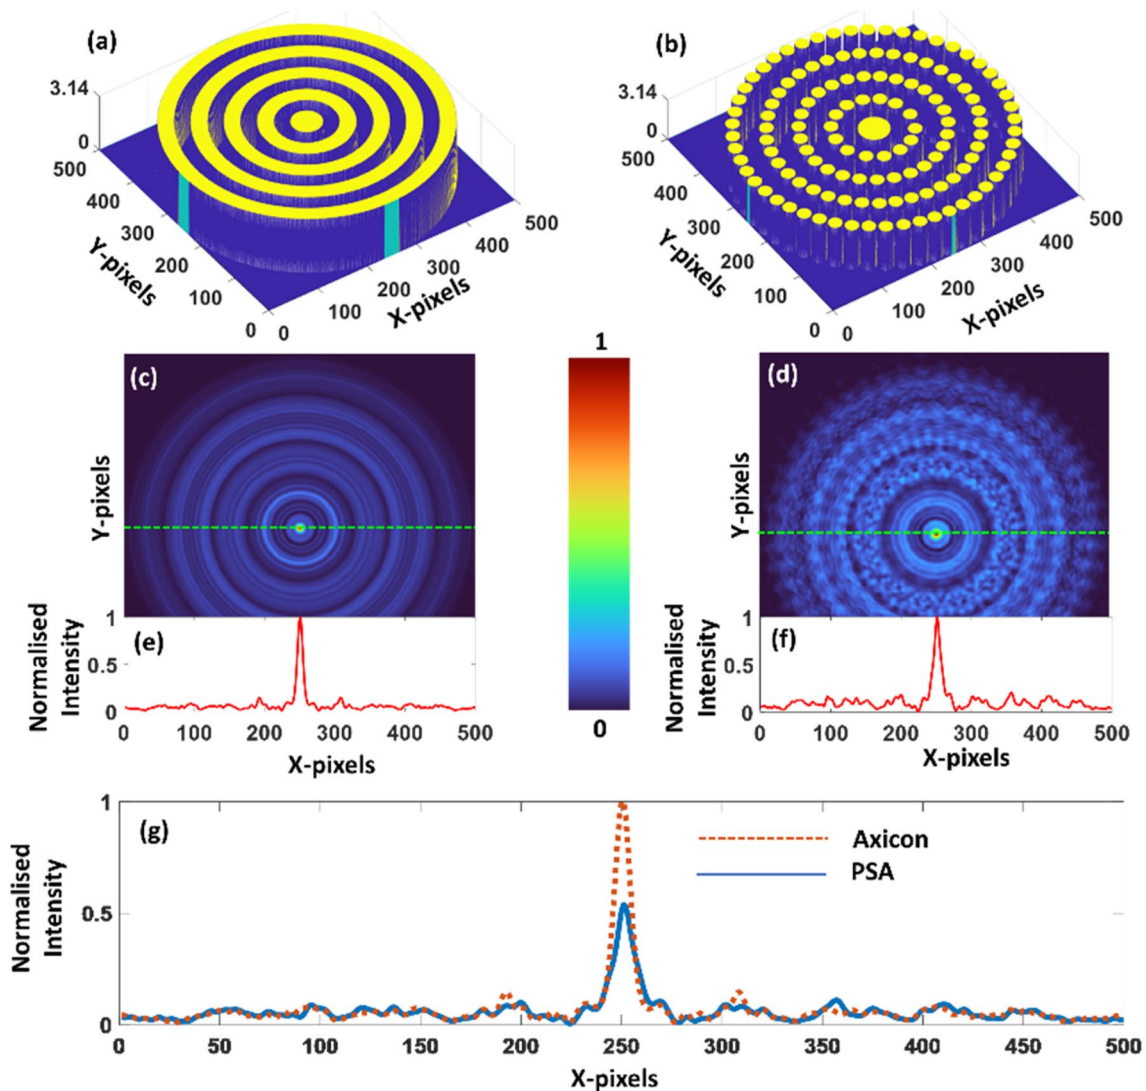 (a)
3.14
0
500
400
300
200
100
0
Y-pixels
0
100
200
300
400
500
X-pixels
(b)
3.14
0
500
400
300
200
100
0
Y-pixels
0
100
200
300
400
500
X-pixels
(c)
Y-pixels
1
0
(d)
Y-pixels
(e)
Normalised
Intensity
1
0.5
0
0 100 200 300 400 500
X-pixels
(f)
Normalised
Intensity
1
0.5
0
0 100 200 300 400 500
X-pixels
(g)
Normalised
Intensity
1
0.5
0
Axicon
PSA
0 50 100 150 200 250 300 350 400 450 500
X-pixels